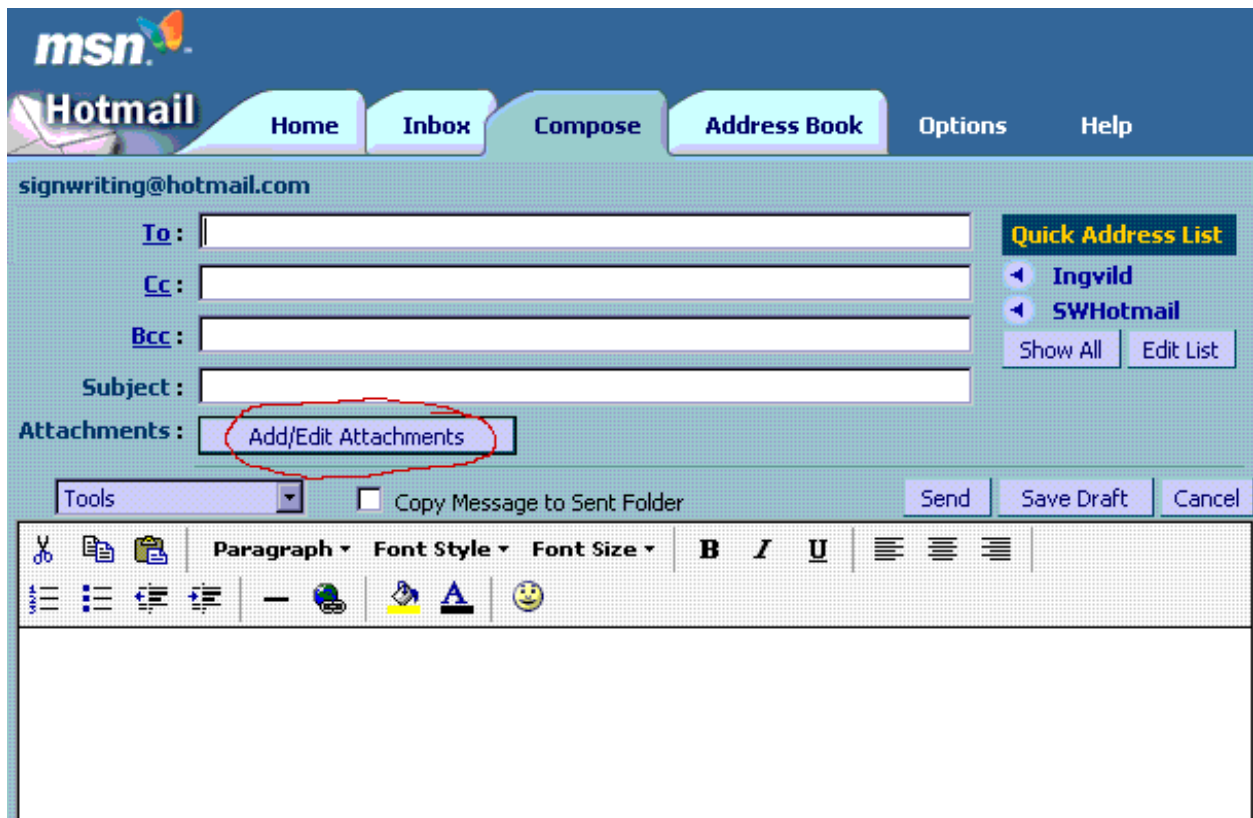 msn
Hotmail Home Inbox Compose Address Book Options Help
signwriting@hotmail.com
To :
Quick Address List
Cc :
Ingvild
SWHotmail
Bcc :
Show All Edit List
Subject :
Attachments : Add/Edit Attachments
Tools Copy Message to Sent Folder Send Save Draft Cancel
Paragraph Font Style Font Size B I U
A